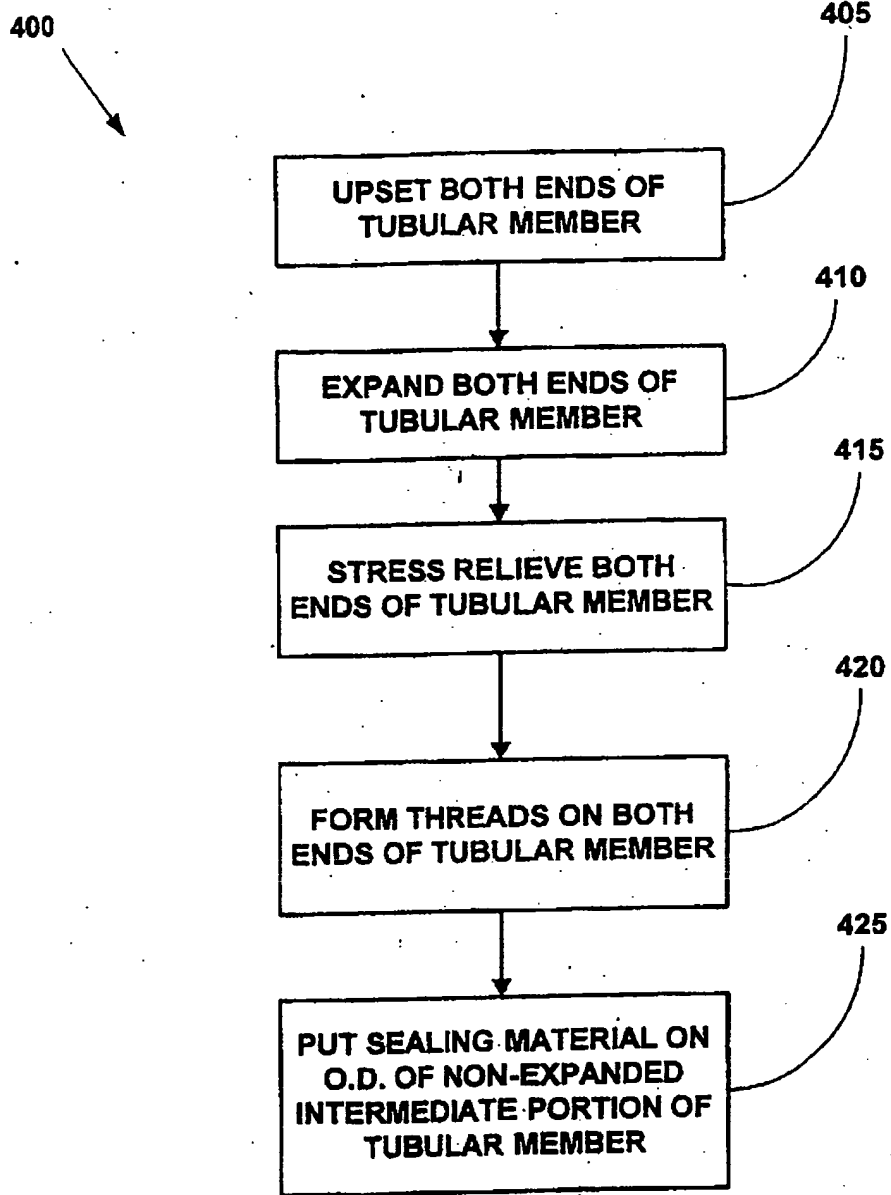 400
405
UPSET BOTH ENDS OF
TUBULAR MEMBER
410
EXPAND BOTH ENDS OF
TUBULAR MEMBER
415
STRESS RELIEVE BOTH
ENDS OF TUBULAR MEMBER
420
FORM THREADS ON BOTH
ENDS OF TUBULAR MEMBER
425
PUT SEALING MATERIAL ON
O.D. OF NON-EXPANDED
INTERMEDIATE PORTION OF
TUBULAR MEMBER